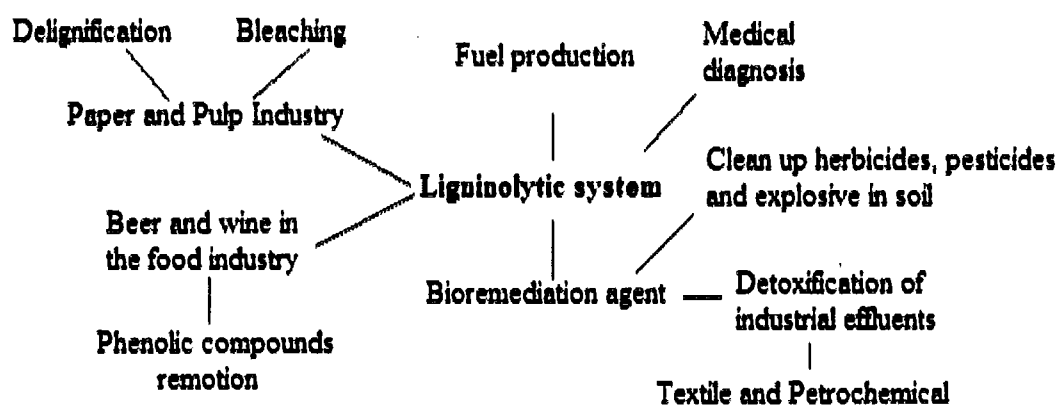 Delignification
Bleaching
Fuel production
Medical
diagnosis
Paper and Pulp Industry
Clean up herbicides, pesticides
and explosive in soil
Ligninolytic system
Beer and wine in
the food industry
Bioremediation agent
Detoxification of
industrial effluents
Phenolic compounds
remotion
Textile and Petrochemical